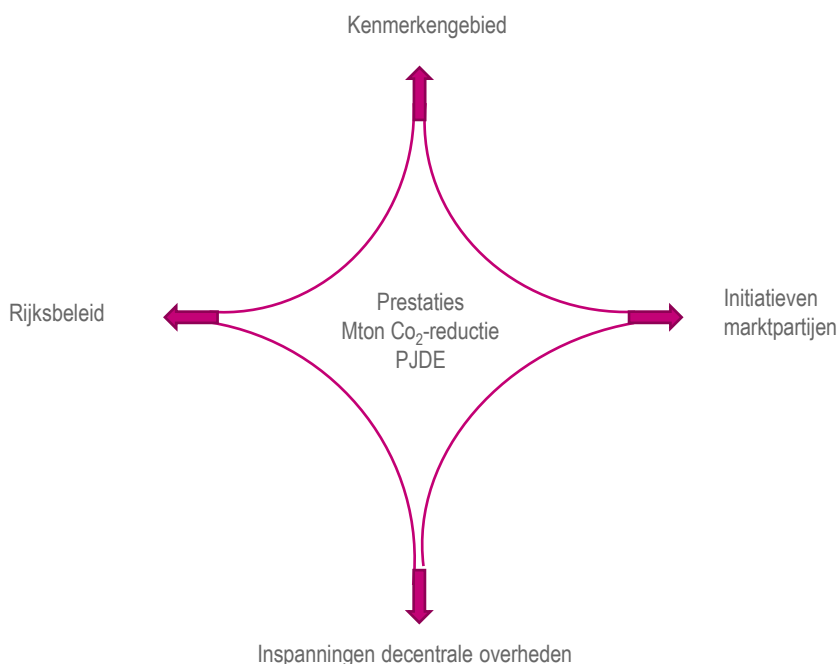 Kenmerkengebied
Rijksbeleid
Prestaties
Mton Co₂-reductie
PJDE
Initiatieven
marktpartijen
Inspanningen decentrale overheden